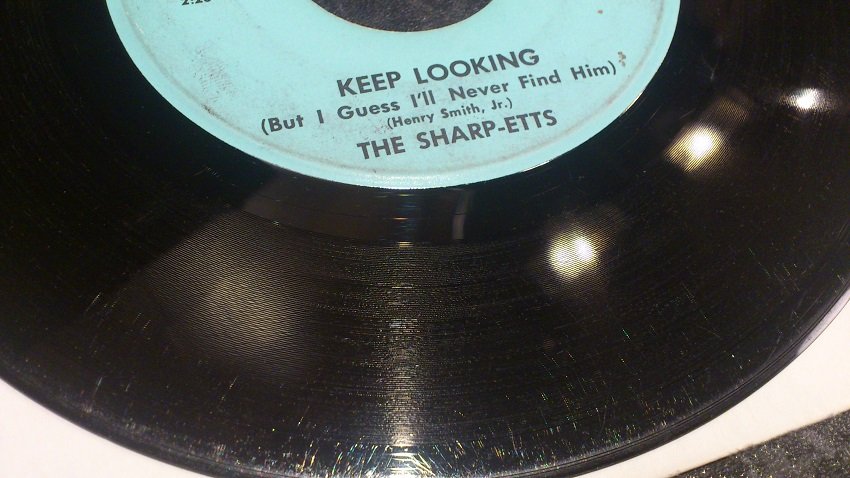 KEEP LOOKING
(But I Guess I'll Never Find Him)
(Henry Smith, Jr.)
THE SHARP-ETTS